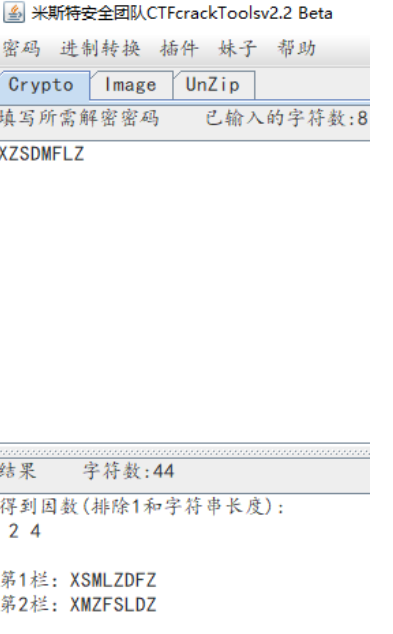 米斯特安全团队CTFcrackToolsv2.2 Beta
密码 进制转换 插件 妹子 帮助
Crypto Image UnZip
填写所需解密密码 已输入的字符数:8
XZSDMFLZ
结果 字符数:44
得到因数(排除1和字符串长度):
2 4
第1栏: XSMLZDFZ
第2栏: XMZFSLDZ